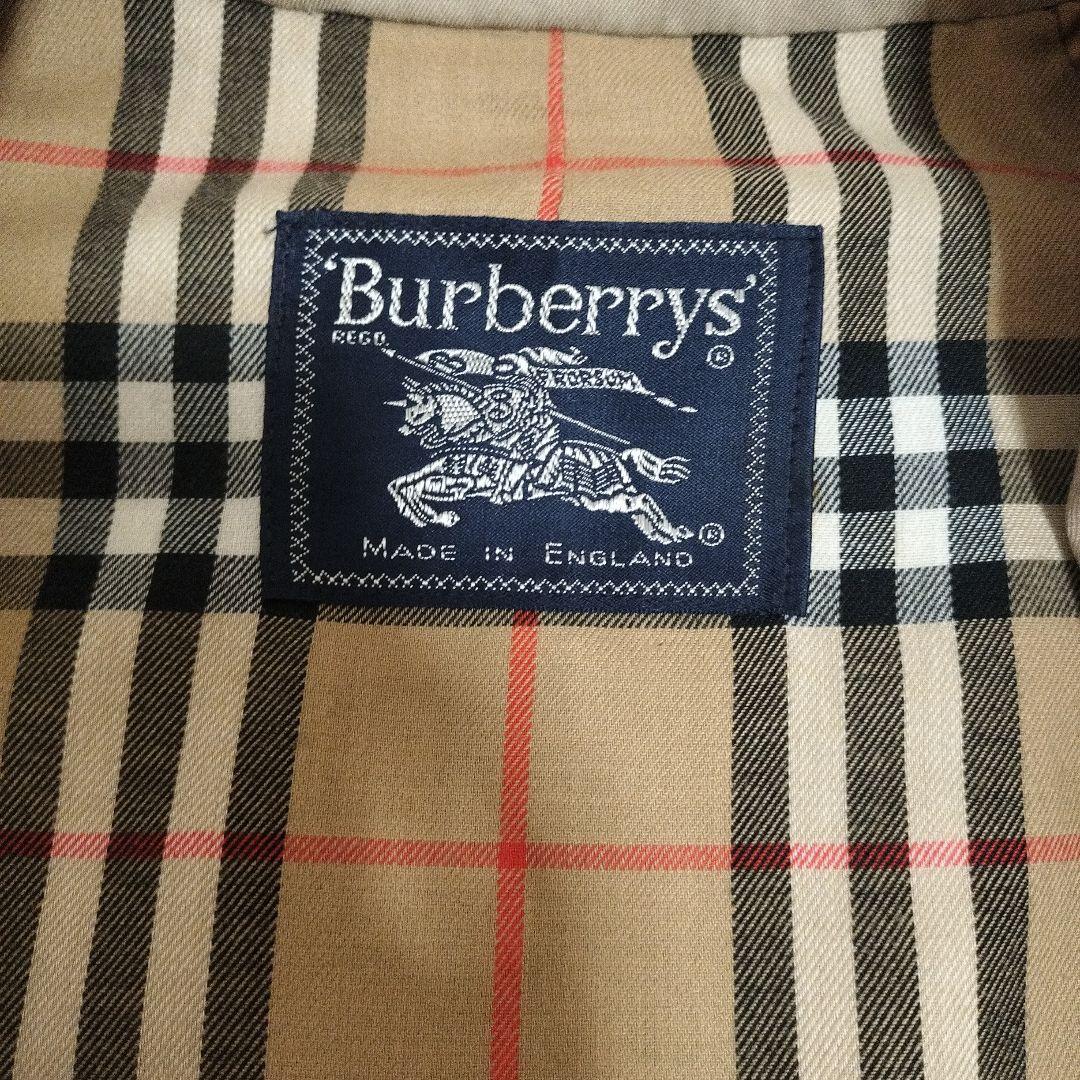 'Burberrys'
REGD.
®
PRORSUM
®
MADE IN ENGLAND